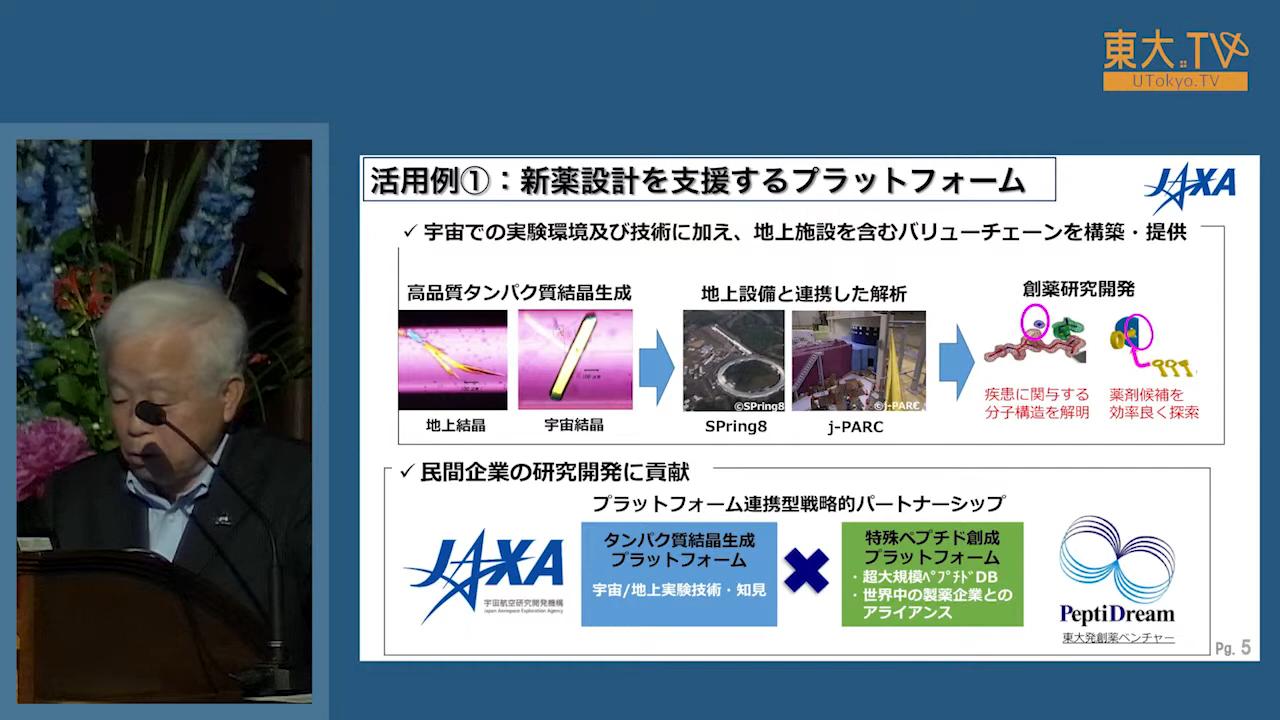 東大TV
UTokyo.TV
活用例①：新薬設計を支援するプラットフォーム
JAXA
✓ 宇宙での実験環境及び技術に加え、地上施設を含むバリューチェーンを構築・提供
高品質タンパク質結晶生成
地上設備と連携した解析
創薬研究開発
©SPring8
©j-PARC
地上結晶
宇宙結晶
SPring8
j-PARC
疾患に関与する
分子構造を解明
薬剤候補を
効率良く探索
✓ 民間企業の研究開発に貢献
プラットフォーム連携型戦略的パートナーシップ
JAXA
宇宙航空研究開発機構
Japan Aerospace Exploration Agency
タンパク質結晶生成
プラットフォーム
宇宙/地上実験技術・知見
特殊ペプチド創成
プラットフォーム
・超大規模ﾍﾟﾌﾟﾁﾄﾞDB
・世界中の製薬企業との
アライアンス
PeptiDream
東大発創薬ベンチャー
Pg. 5